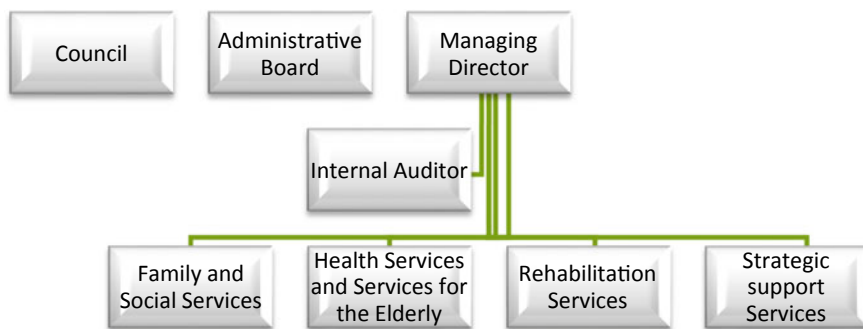 Council
Administrative
Board
Managing
Director
Internal Auditor
Family and
Social Services
Health Services
and Services for
the Elderly
Rehabilitation
Services
Strategic
support
Services